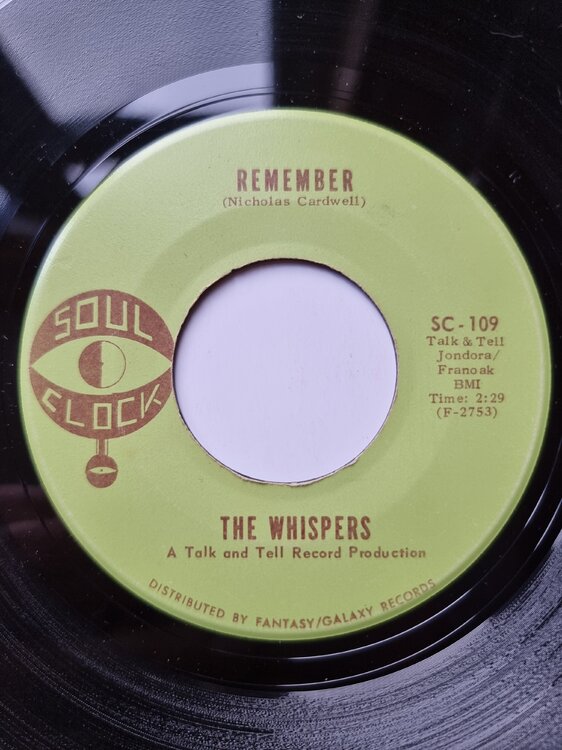 REMEMBER
(Nicholas Cardwell)
SOUL
CLOCK
SC-109
Talk & Tell
Jondora/
Franoak
BMI
Time: 2:29
(F-2753)
THE WHISPERS
A Talk and Tell Record Production
DISTRIBUTED BY FANTASY/GALAXY RECORDS